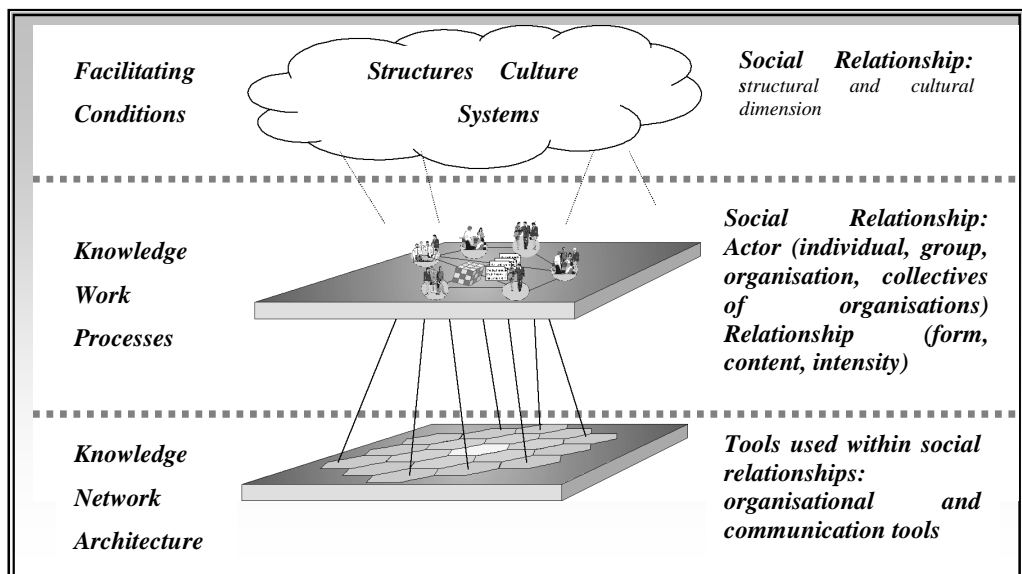 Facilitating
Conditions
Structures Culture
Systems
Social Relationship:
structural and cultural
dimension
Knowledge
Work
Processes
Social Relationship:
Actor (individual, group,
organisation, collectives
of organisations)
Relationship (form,
content, intensity)
Knowledge
Network
Architecture
Tools used within social
relationships:
organisational and
communication tools